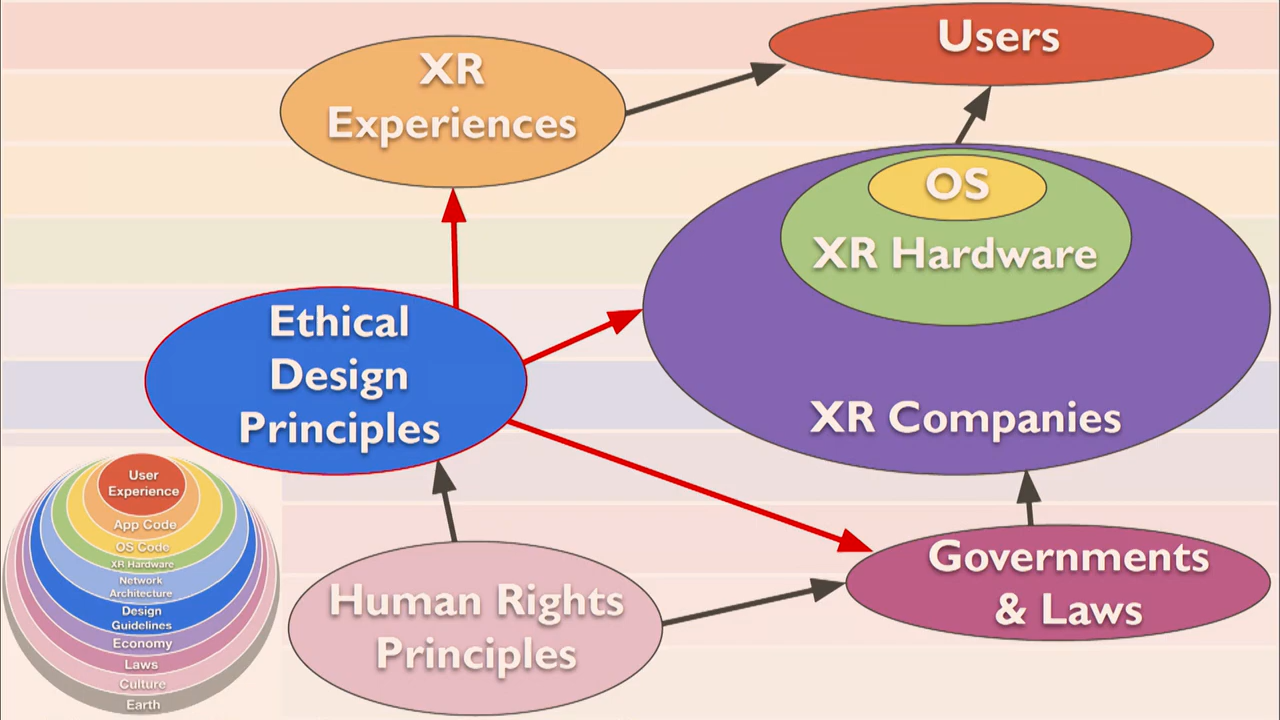 XR
Experiences
Users
OS
XR Hardware
XR Companies
Ethical
Design
Principles
Human Rights
Principles
Governments
& Laws
User
Experience
App Code
OS Code
XR Hardware
Network
Architecture
Design
Guidelines
Economy
Laws
Culture
Earth